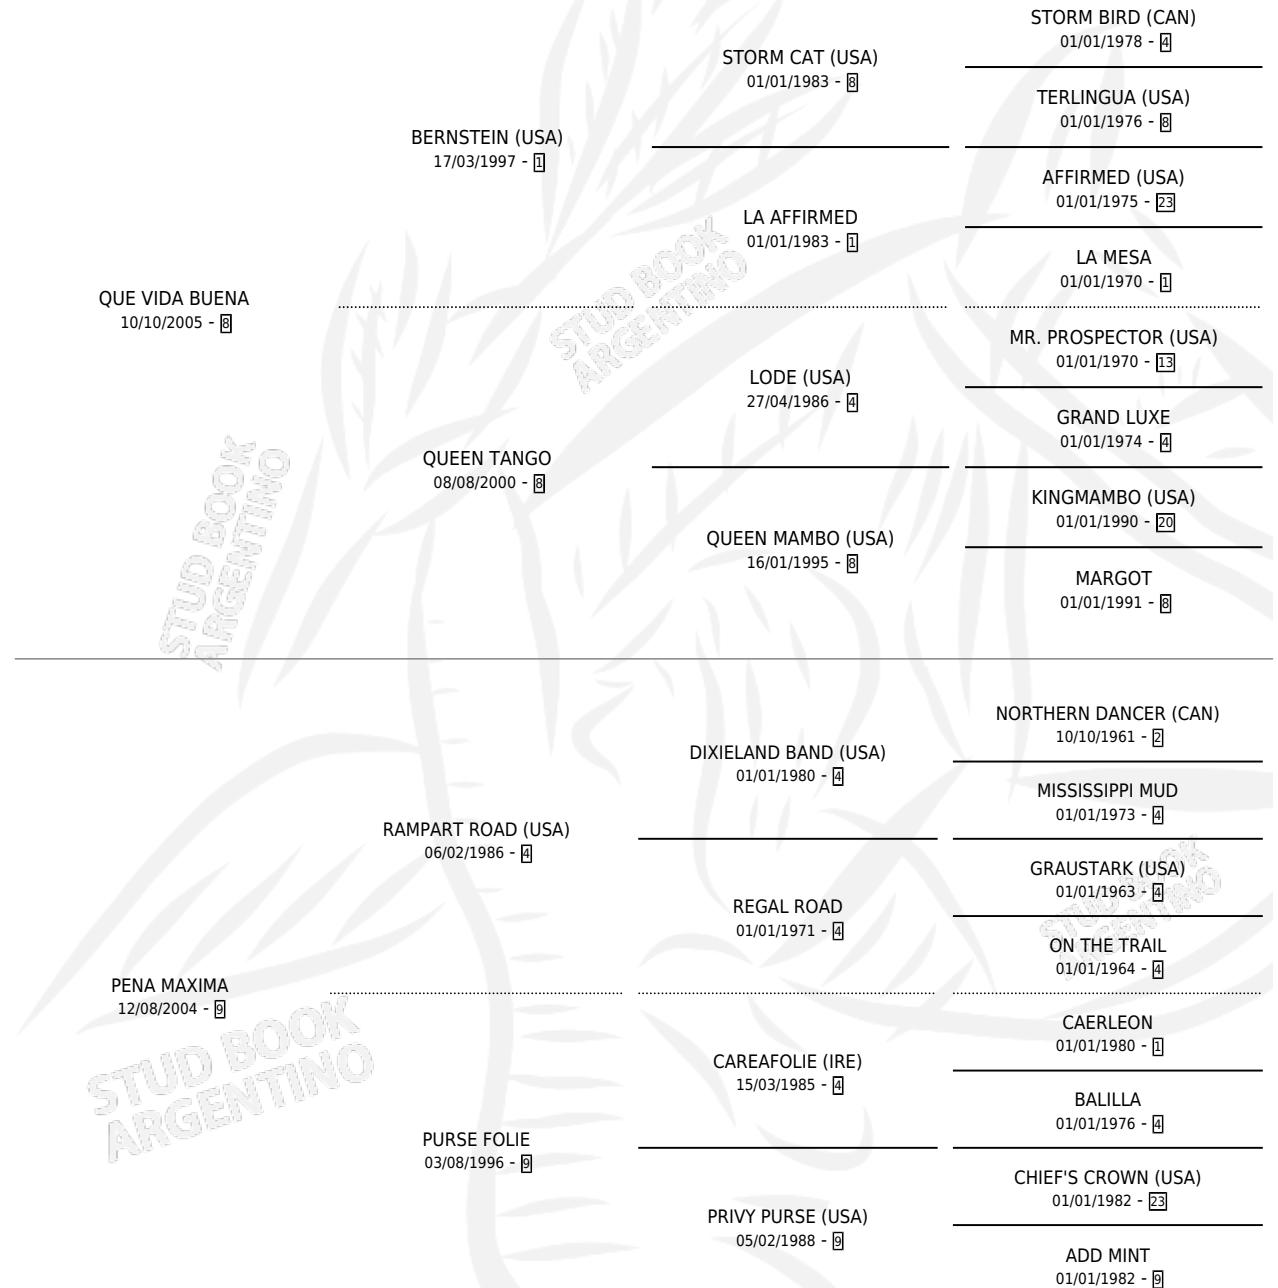 STORM BIRD (CAN)
01/01/1978 - 4
STORM CAT (USA)
01/01/1983 - 8
TERLINGUA (USA)
01/01/1976 - 8
BERNSTEIN (USA)
17/03/1997 - 1
AFFIRMED (USA)
01/01/1975 - 23
LA AFFIRMED
01/01/1983 - 1
LA MESA
01/01/1970 - 1
QUE VIDA BUENA
10/10/2005 - 8
MR. PROSPECTOR (USA)
01/01/1970 - 13
LODE (USA)
27/04/1986 - 4
GRAND LUXE
01/01/1974 - 4
QUEEN TANGO
08/08/2000 - 8
KINGMAMBO (USA)
01/01/1990 - 20
QUEEN MAMBO (USA)
16/01/1995 - 8
MARGOT
01/01/1991 - 8
NORTHERN DANCER (CAN)
10/10/1961 - 2
DIXIELAND BAND (USA)
01/01/1980 - 4
MISSISSIPPI MUD
01/01/1973 - 4
RAMPART ROAD (USA)
06/02/1986 - 4
GRAUSTARK (USA)
01/01/1963 - 4
REGAL ROAD
01/01/1971 - 4
ON THE TRAIL
01/01/1964 - 4
PENA MAXIMA
12/08/2004 - 9
CAERLEON
01/01/1980 - 1
CAREAFOLIE (IRE)
15/03/1985 - 4
BALILLA
01/01/1976 - 4
PURSE FOLIE
03/08/1996 - 9
CHIEF'S CROWN (USA)
01/01/1982 - 23
PRIVY PURSE (USA)
05/02/1988 - 9
ADD MINT
01/01/1982 - 9
STUD BOOK
ARGENTINO
STUD BOOK
ARGENTINO
STUD BOOK
ARGENTINO
STUD BOOK
ARGENTINO